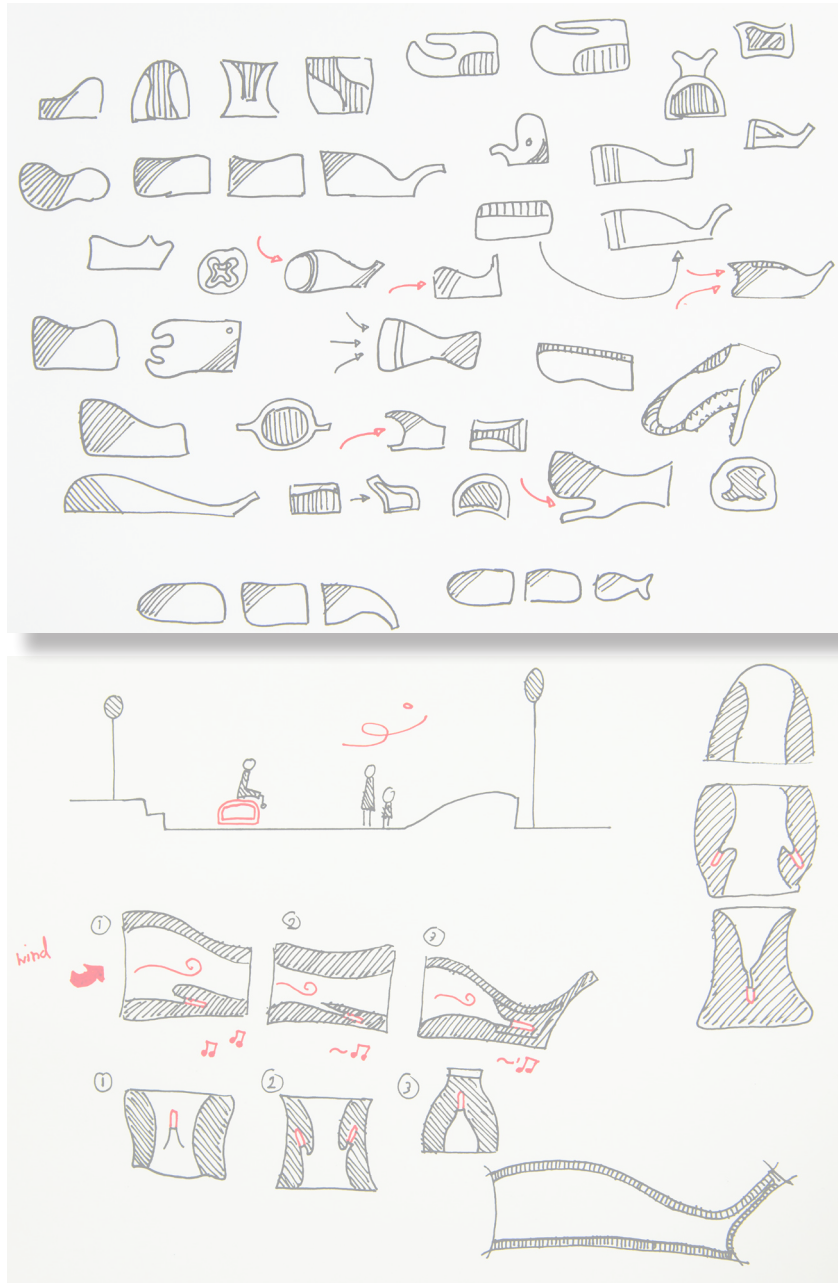 ① ② ③
wind
① ② ③